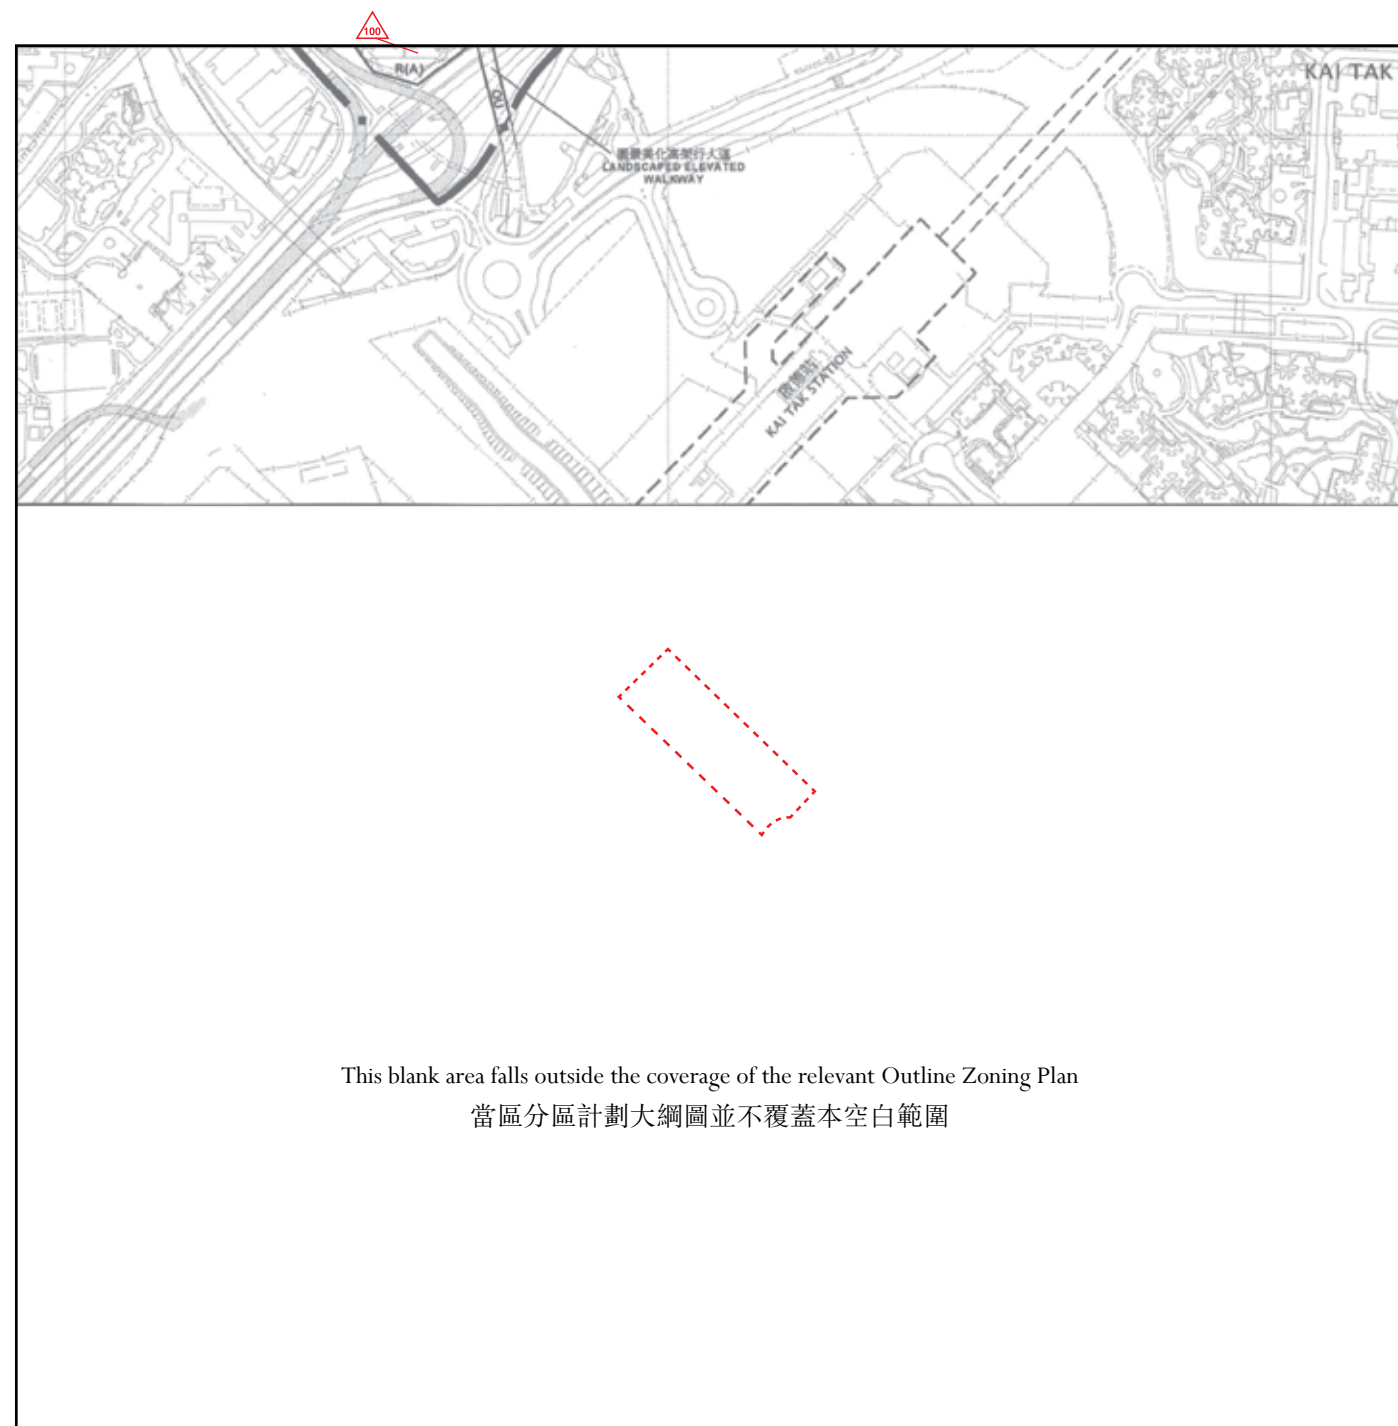 100
R(A)
OU
KAI TAK
園景美化高架行人道
LANDSCAPED ELEVATED
WALKWAY
啟德站
KAI TAK STATION
This blank area falls outside the coverage of the relevant Outline Zoning Plan
當區分區計劃大綱圖並不覆蓋本空白範圍